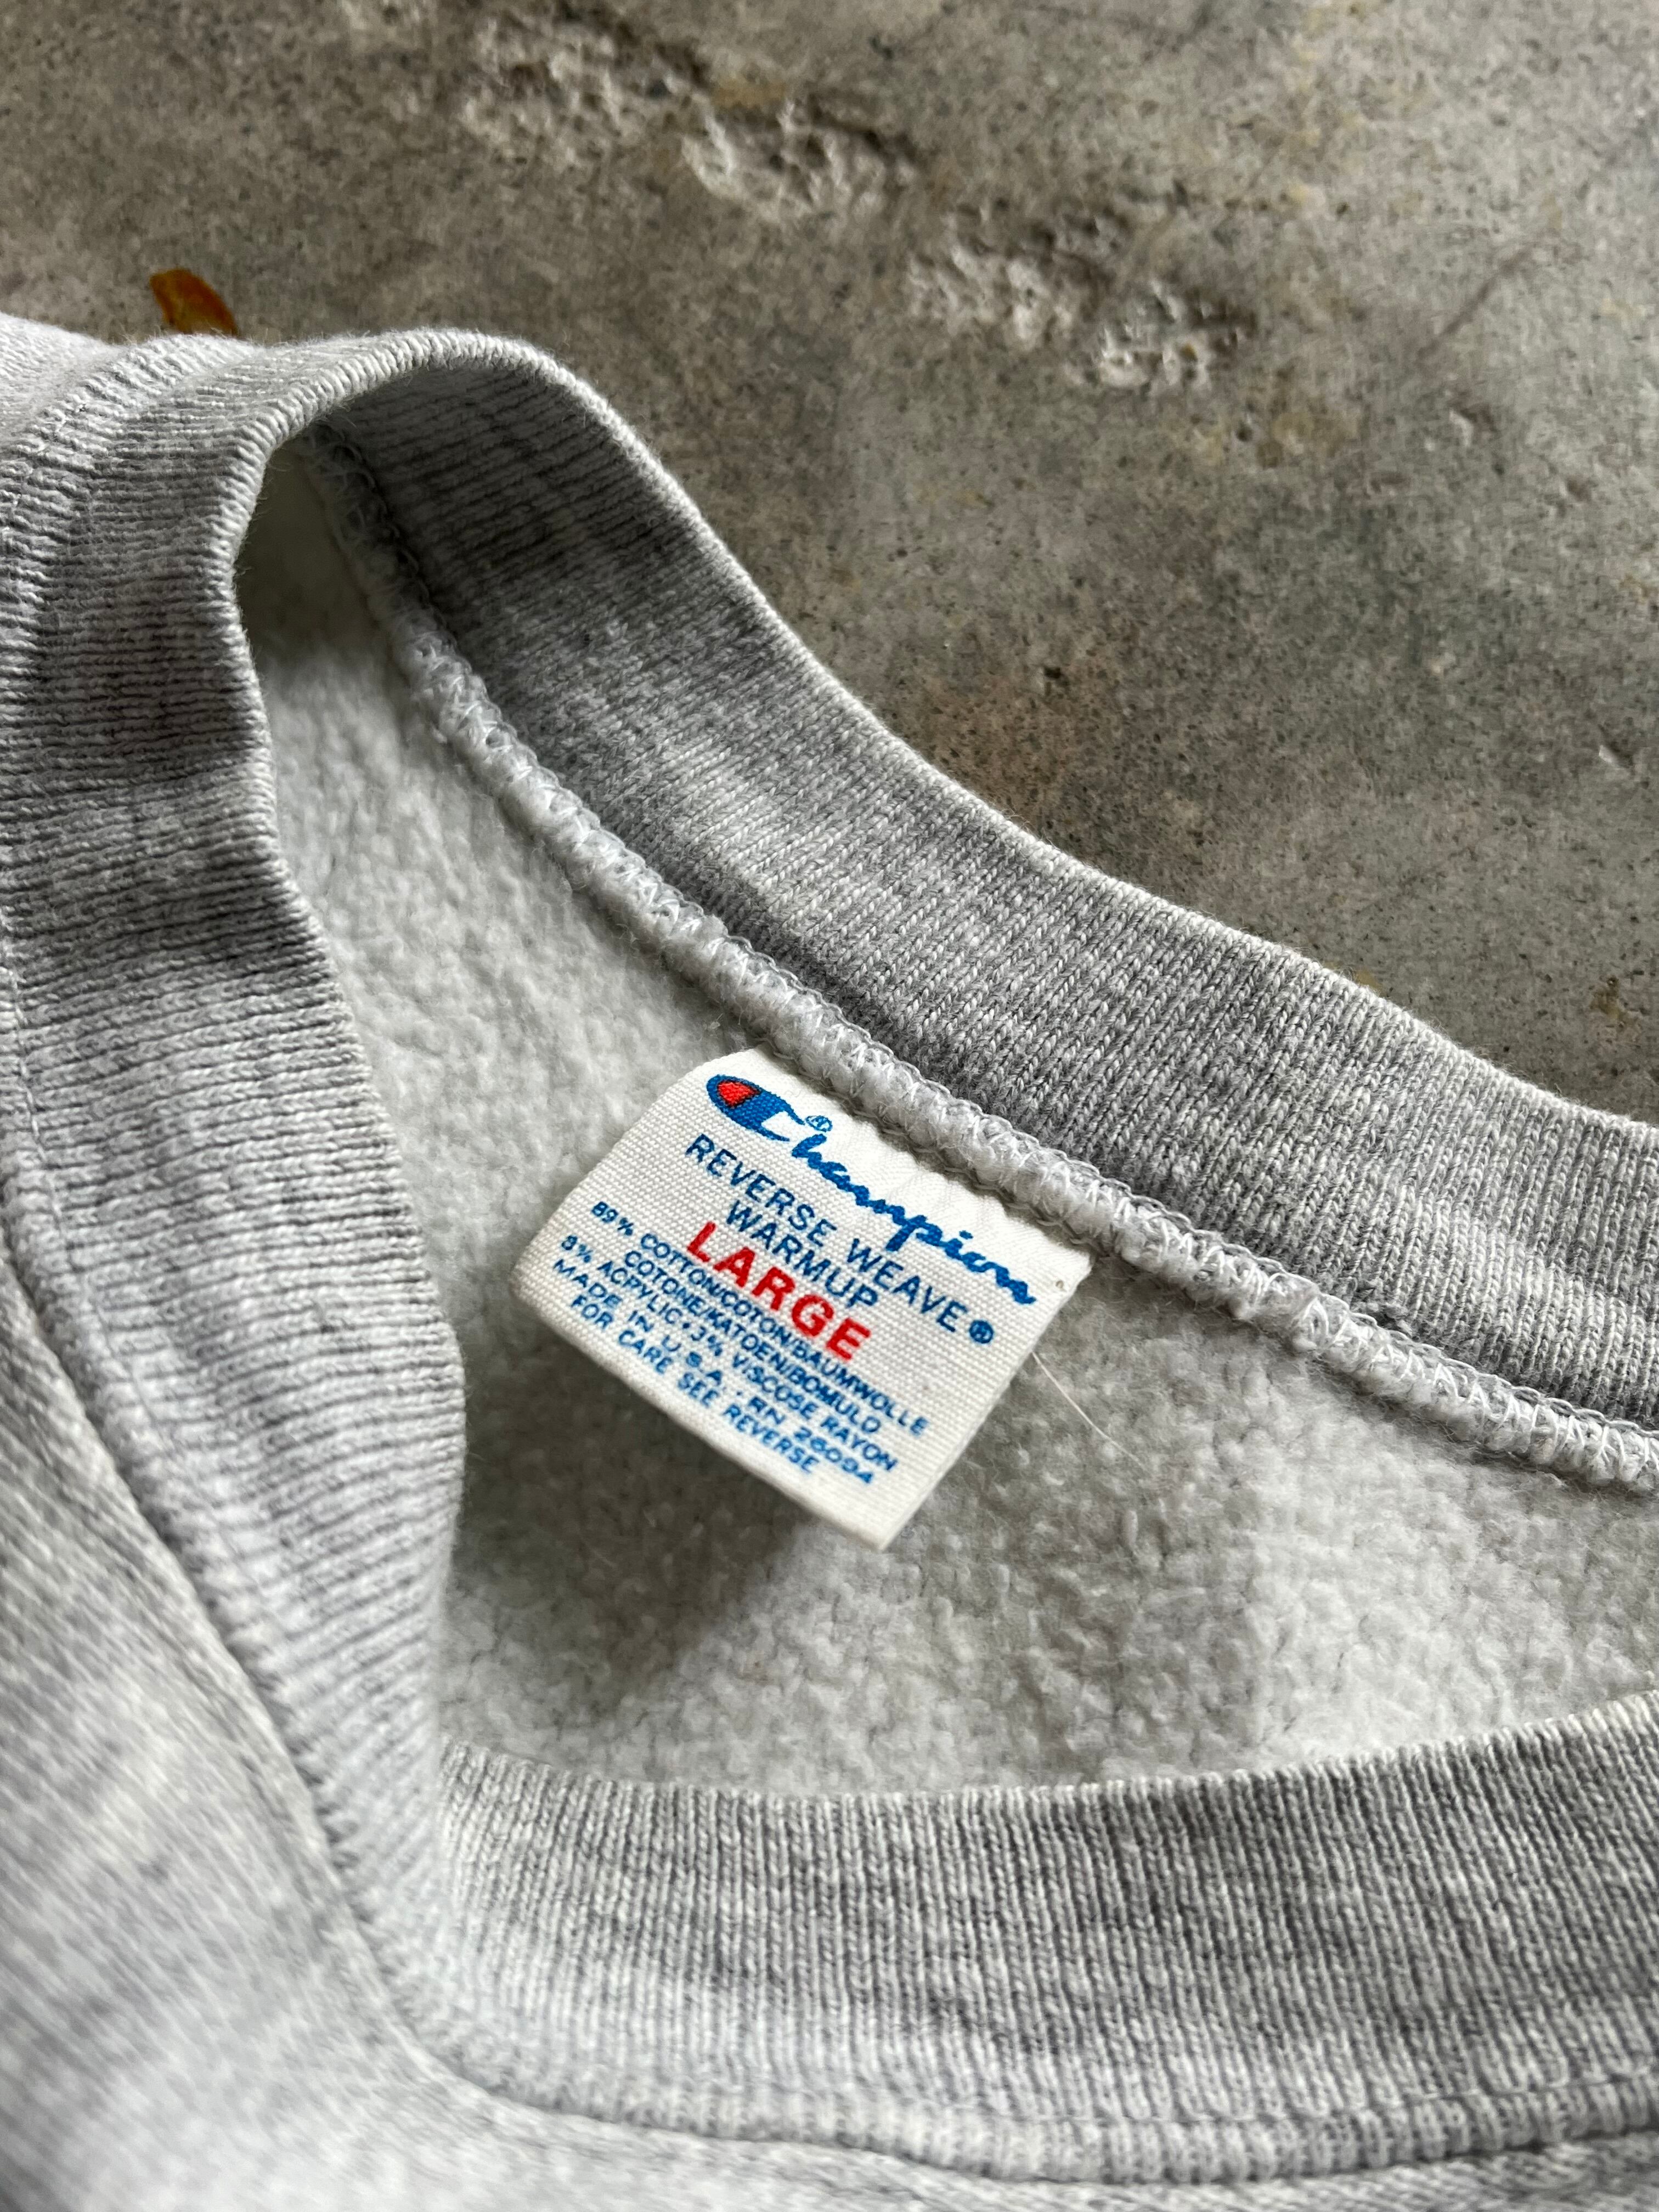 Champion®
REVERSE WEAVE®
WARMUP
LARGE
89% COTTON/COTON/BAUMWOLLE
COTONE/KATOEN/BOMULD
8% ACRYLIC•3% VISCOSE RAYON
MADE IN U.S.A. • RN 26094
FOR CARE SEE REVERSE